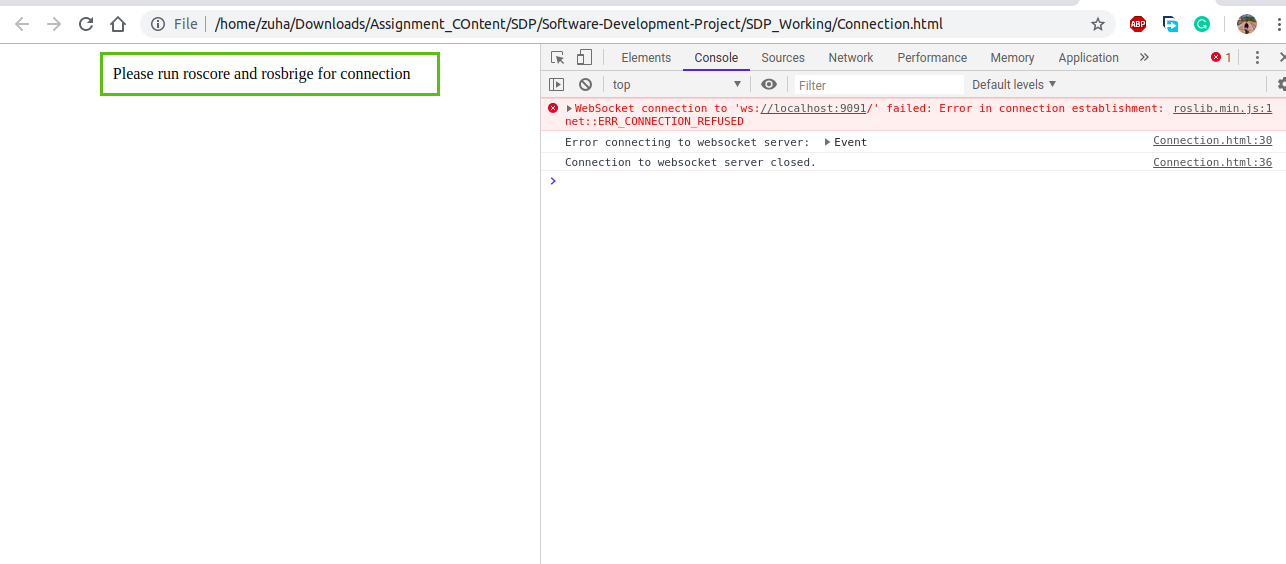 File
/home/zuha/Downloads/Assignment_COntent/SDP/Software-Development-Project/SDP_Working/Connection.html
ABP
Please run roscore and rosbrige for connection
Elements Console Sources Network Performance Memory Application » 1
top Filter Default levels
WebSocket connection to 'ws://localhost:9091/' failed: Error in connection establishment: roslib.min.js:1
net::ERR_CONNECTION_REFUSED
Error connecting to websocket server: Event Connection.html:30
Connection to websocket server closed. Connection.html:36